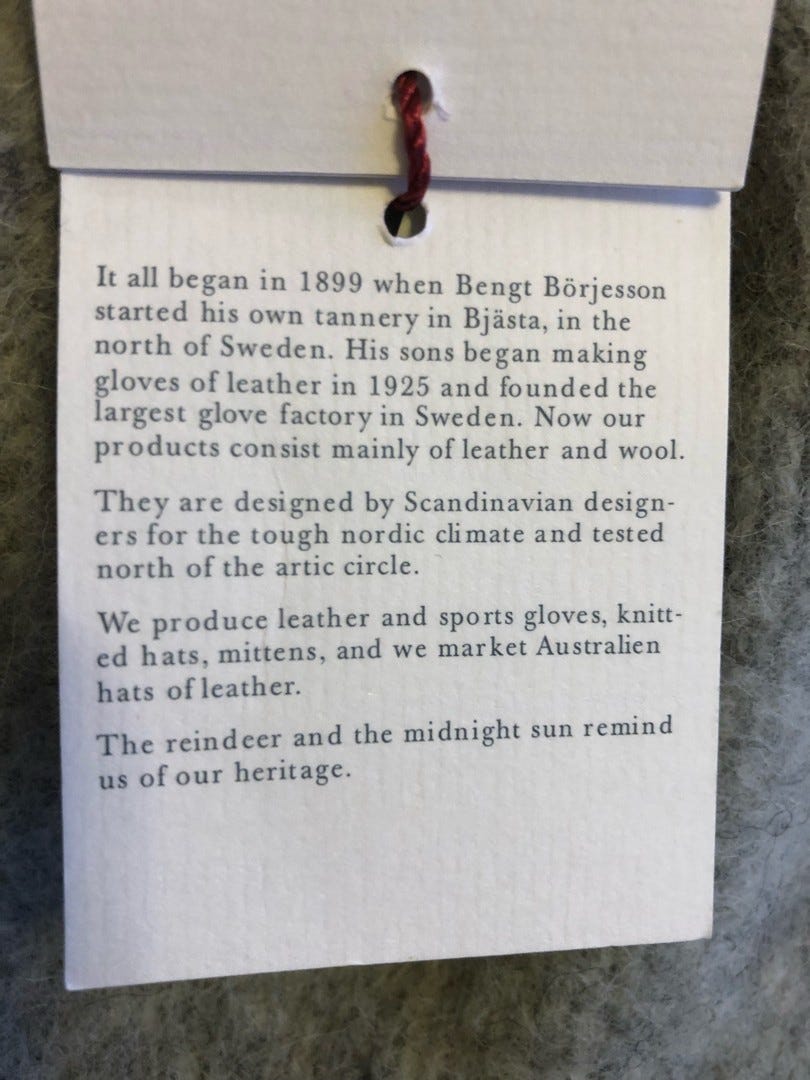 It all began in 1899 when Bengt Börjesson
started his own tannery in Bjästa, in the
north of Sweden. His sons began making
gloves of leather in 1925 and founded the
largest glove factory in Sweden. Now our
products consist mainly of leather and wool.
They are designed by Scandinavian design-
ers for the tough nordic climate and tested
north of the artic circle.
We produce leather and sports gloves, knitt-
ed hats, mittens, and we market Australien
hats of leather.
The reindeer and the midnight sun remind
us of our heritage.